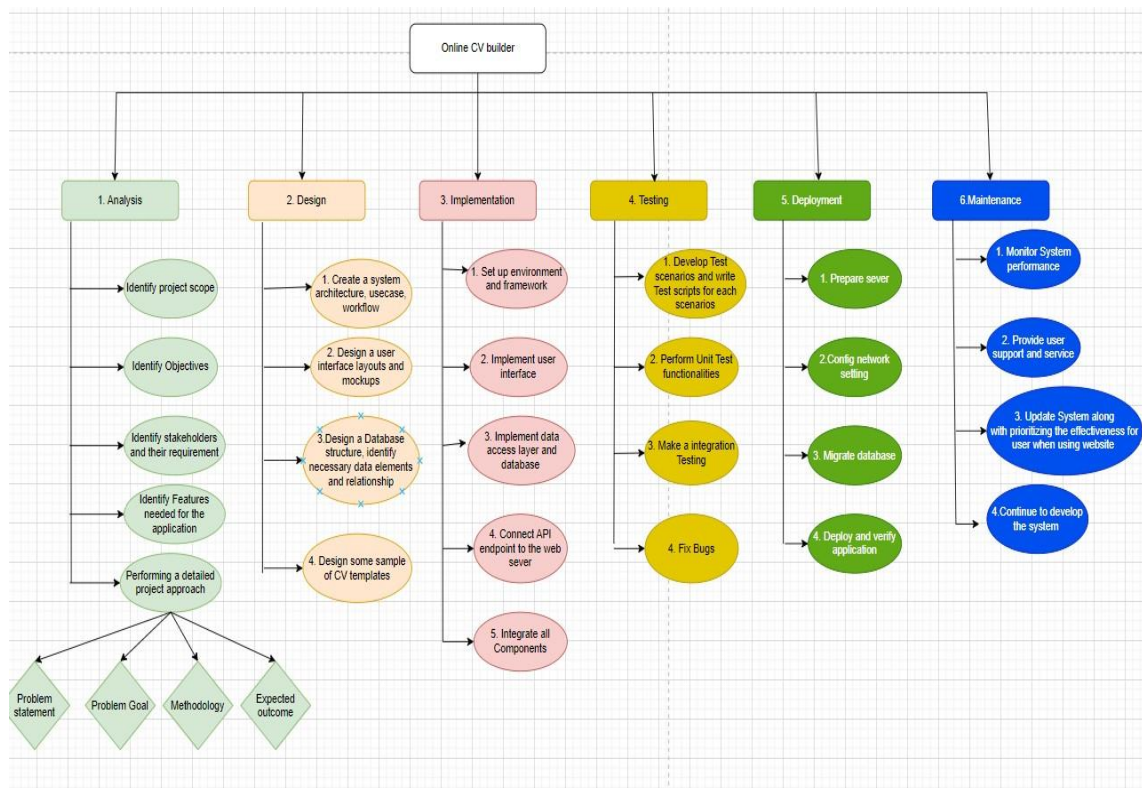 Online CV builder
1. Analysis
Identify project scope
Identify Objectives
Identify stakeholders
and their requirement
Identify Features
needed for the
application
Performing a detailed
project approach
Problem
statement
Problem Goal
Methodology
Expected
outcome
2. Design
1. Create a system
architecture, usecase,
workflow
2. Design a user
interface layouts and
mockups
3.Design a Database
structure, identify
necessary data elements
and relationship
4. Design some sample
of CV templates
3. Implementation
1. Set up environment
and framework
2. Implement user
interface
3. Implement data
access layer and
database
4. Connect API
endpoint to the web
sever
5. Integrate all
Components
4. Testing
1. Develop Test
scenarios and write
Test scripts for each
scenarios
2. Perform Unit Test
functionalities
3. Make a integration
Testing
4. Fix Bugs
5. Deployment
1. Prepare sever
2.Config network
setting
3. Migrate database
4. Deploy and verify
application
6.Maintenance
1. Monitor System
performance
2. Provide user
support and service
3. Update System along
with prioritizing the effectiveness for
user when using website
4.Continue to develop
the system